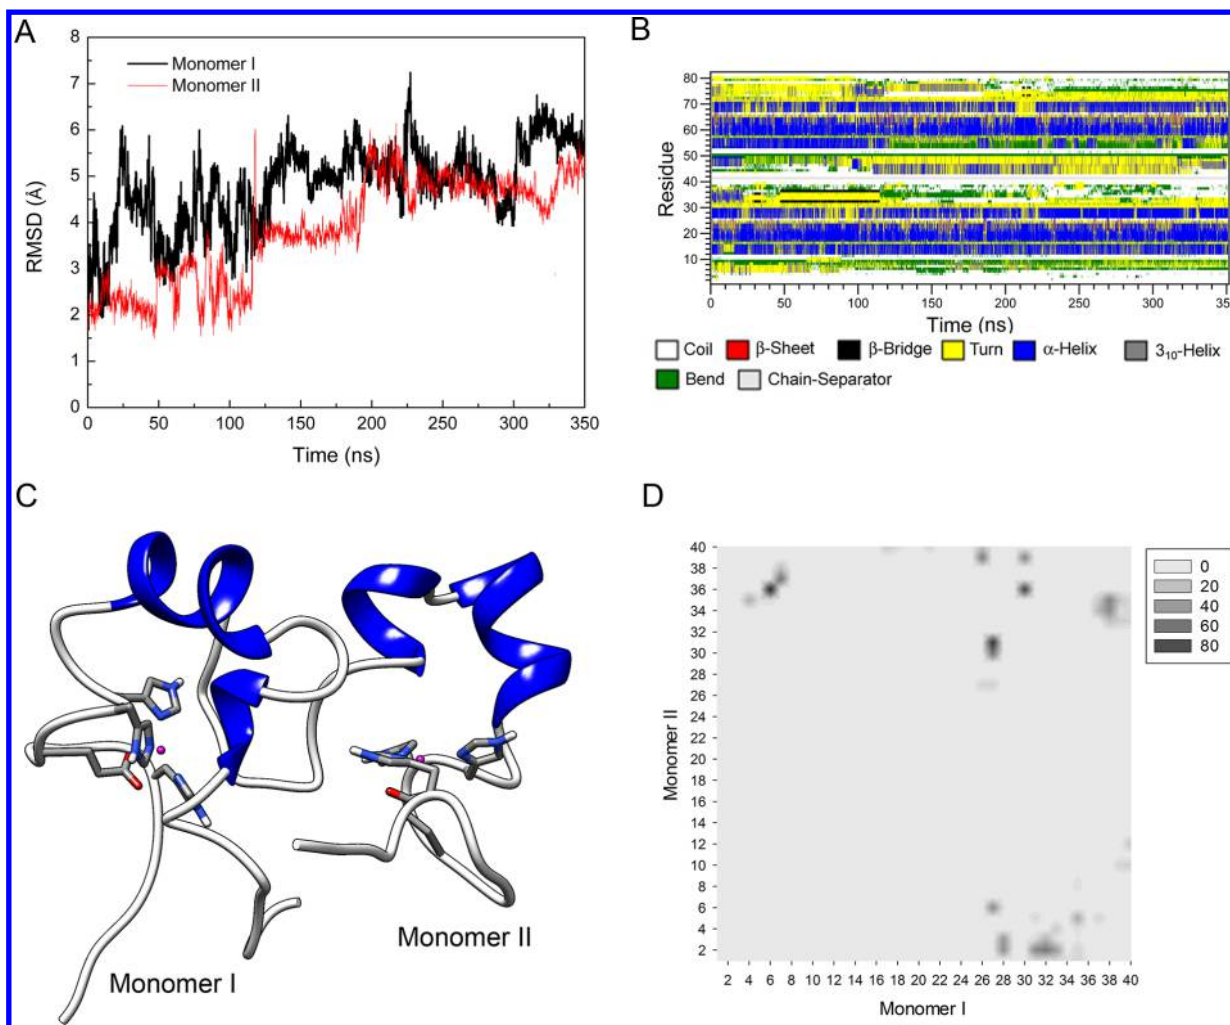 A
8
7
6
5
4
3
2
1
0
RMSD (Å)
Monomer I
Monomer II
0 50 100 150 200 250 300 350
Time (ns)
B
80
70
60
50
40
30
20
10
Residue
0 50 100 150 200 250 300 350
Time (ns)
Coil β-Sheet β-Bridge Turn α-Helix 3₁₀-Helix
Bend Chain-Separator
C
Monomer I
Monomer II
D
40
38
36
34
32
30
28
26
24
22
20
18
16
14
12
10
8
6
4
2
Monomer II
2 4 6 8 10 12 14 16 18 20 22 24 26 28 30 32 34 36 38 40
Monomer I
0
20
40
60
80